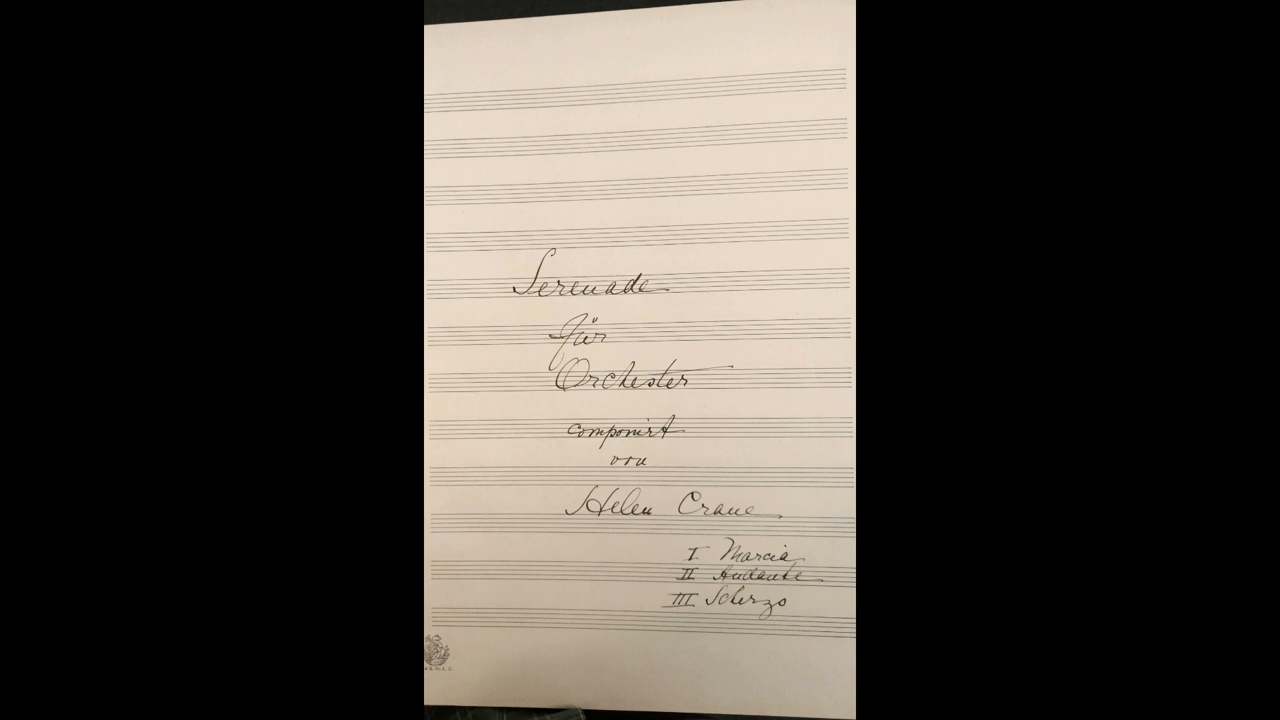 Serenade
für
Orchester
componirt
von
Helen Crane
I Marcia
II Andante
III Scherzo